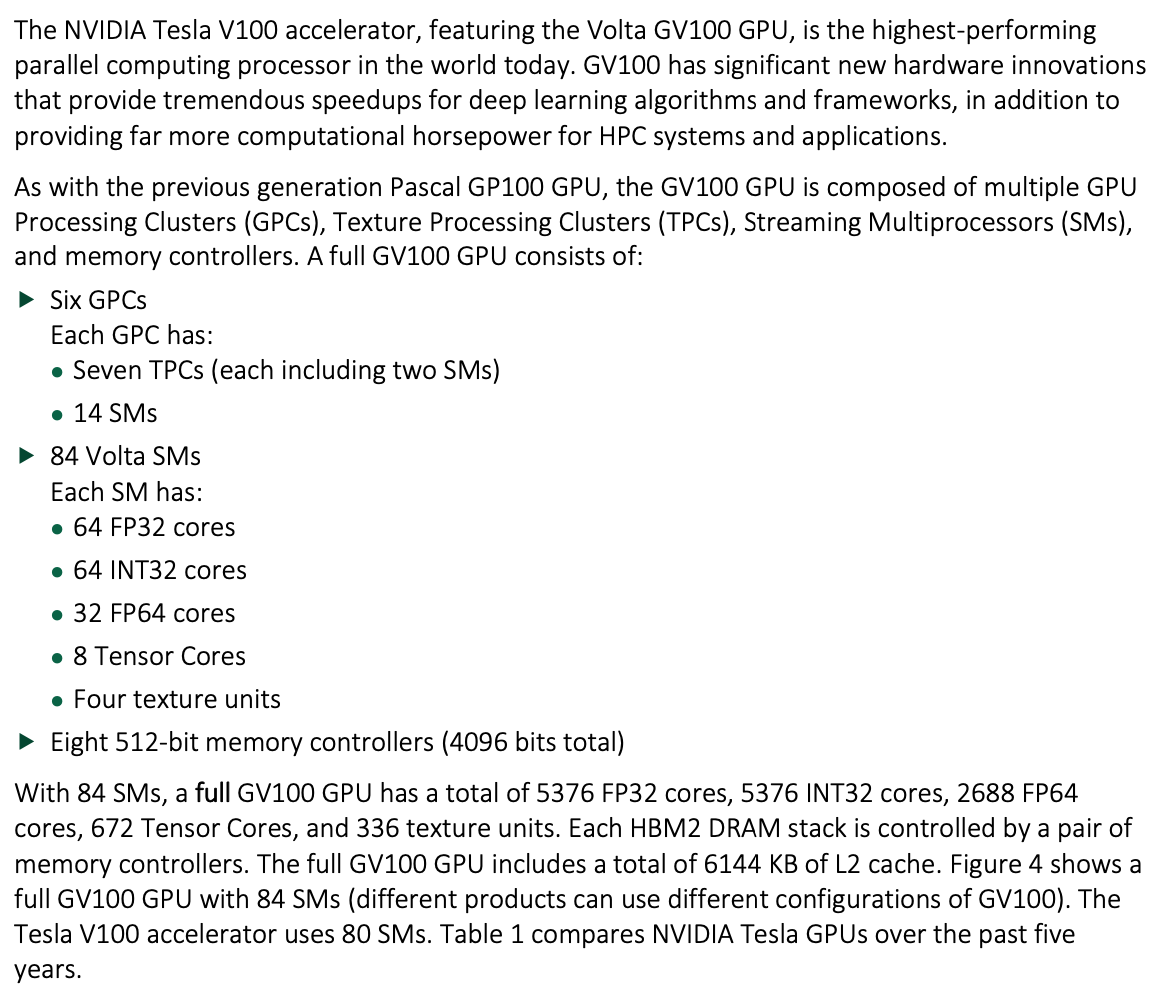 The NVIDIA Tesla V100 accelerator, featuring the Volta GV100 GPU, is the highest-performing
parallel computing processor in the world today. GV100 has significant new hardware innovations
that provide tremendous speedups for deep learning algorithms and frameworks, in addition to
providing far more computational horsepower for HPC systems and applications.
As with the previous generation Pascal GP100 GPU, the GV100 GPU is composed of multiple GPU
Processing Clusters (GPCs), Texture Processing Clusters (TPCs), Streaming Multiprocessors (SMs),
and memory controllers. A full GV100 GPU consists of:
▶ Six GPCs
Each GPC has:
● Seven TPCs (each including two SMs)
● 14 SMs
▶ 84 Volta SMs
Each SM has:
● 64 FP32 cores
● 64 INT32 cores
● 32 FP64 cores
● 8 Tensor Cores
● Four texture units
▶ Eight 512-bit memory controllers (4096 bits total)
With 84 SMs, a full GV100 GPU has a total of 5376 FP32 cores, 5376 INT32 cores, 2688 FP64
cores, 672 Tensor Cores, and 336 texture units. Each HBM2 DRAM stack is controlled by a pair of
memory controllers. The full GV100 GPU includes a total of 6144 KB of L2 cache. Figure 4 shows a
full GV100 GPU with 84 SMs (different products can use different configurations of GV100). The
Tesla V100 accelerator uses 80 SMs. Table 1 compares NVIDIA Tesla GPUs over the past five
years.